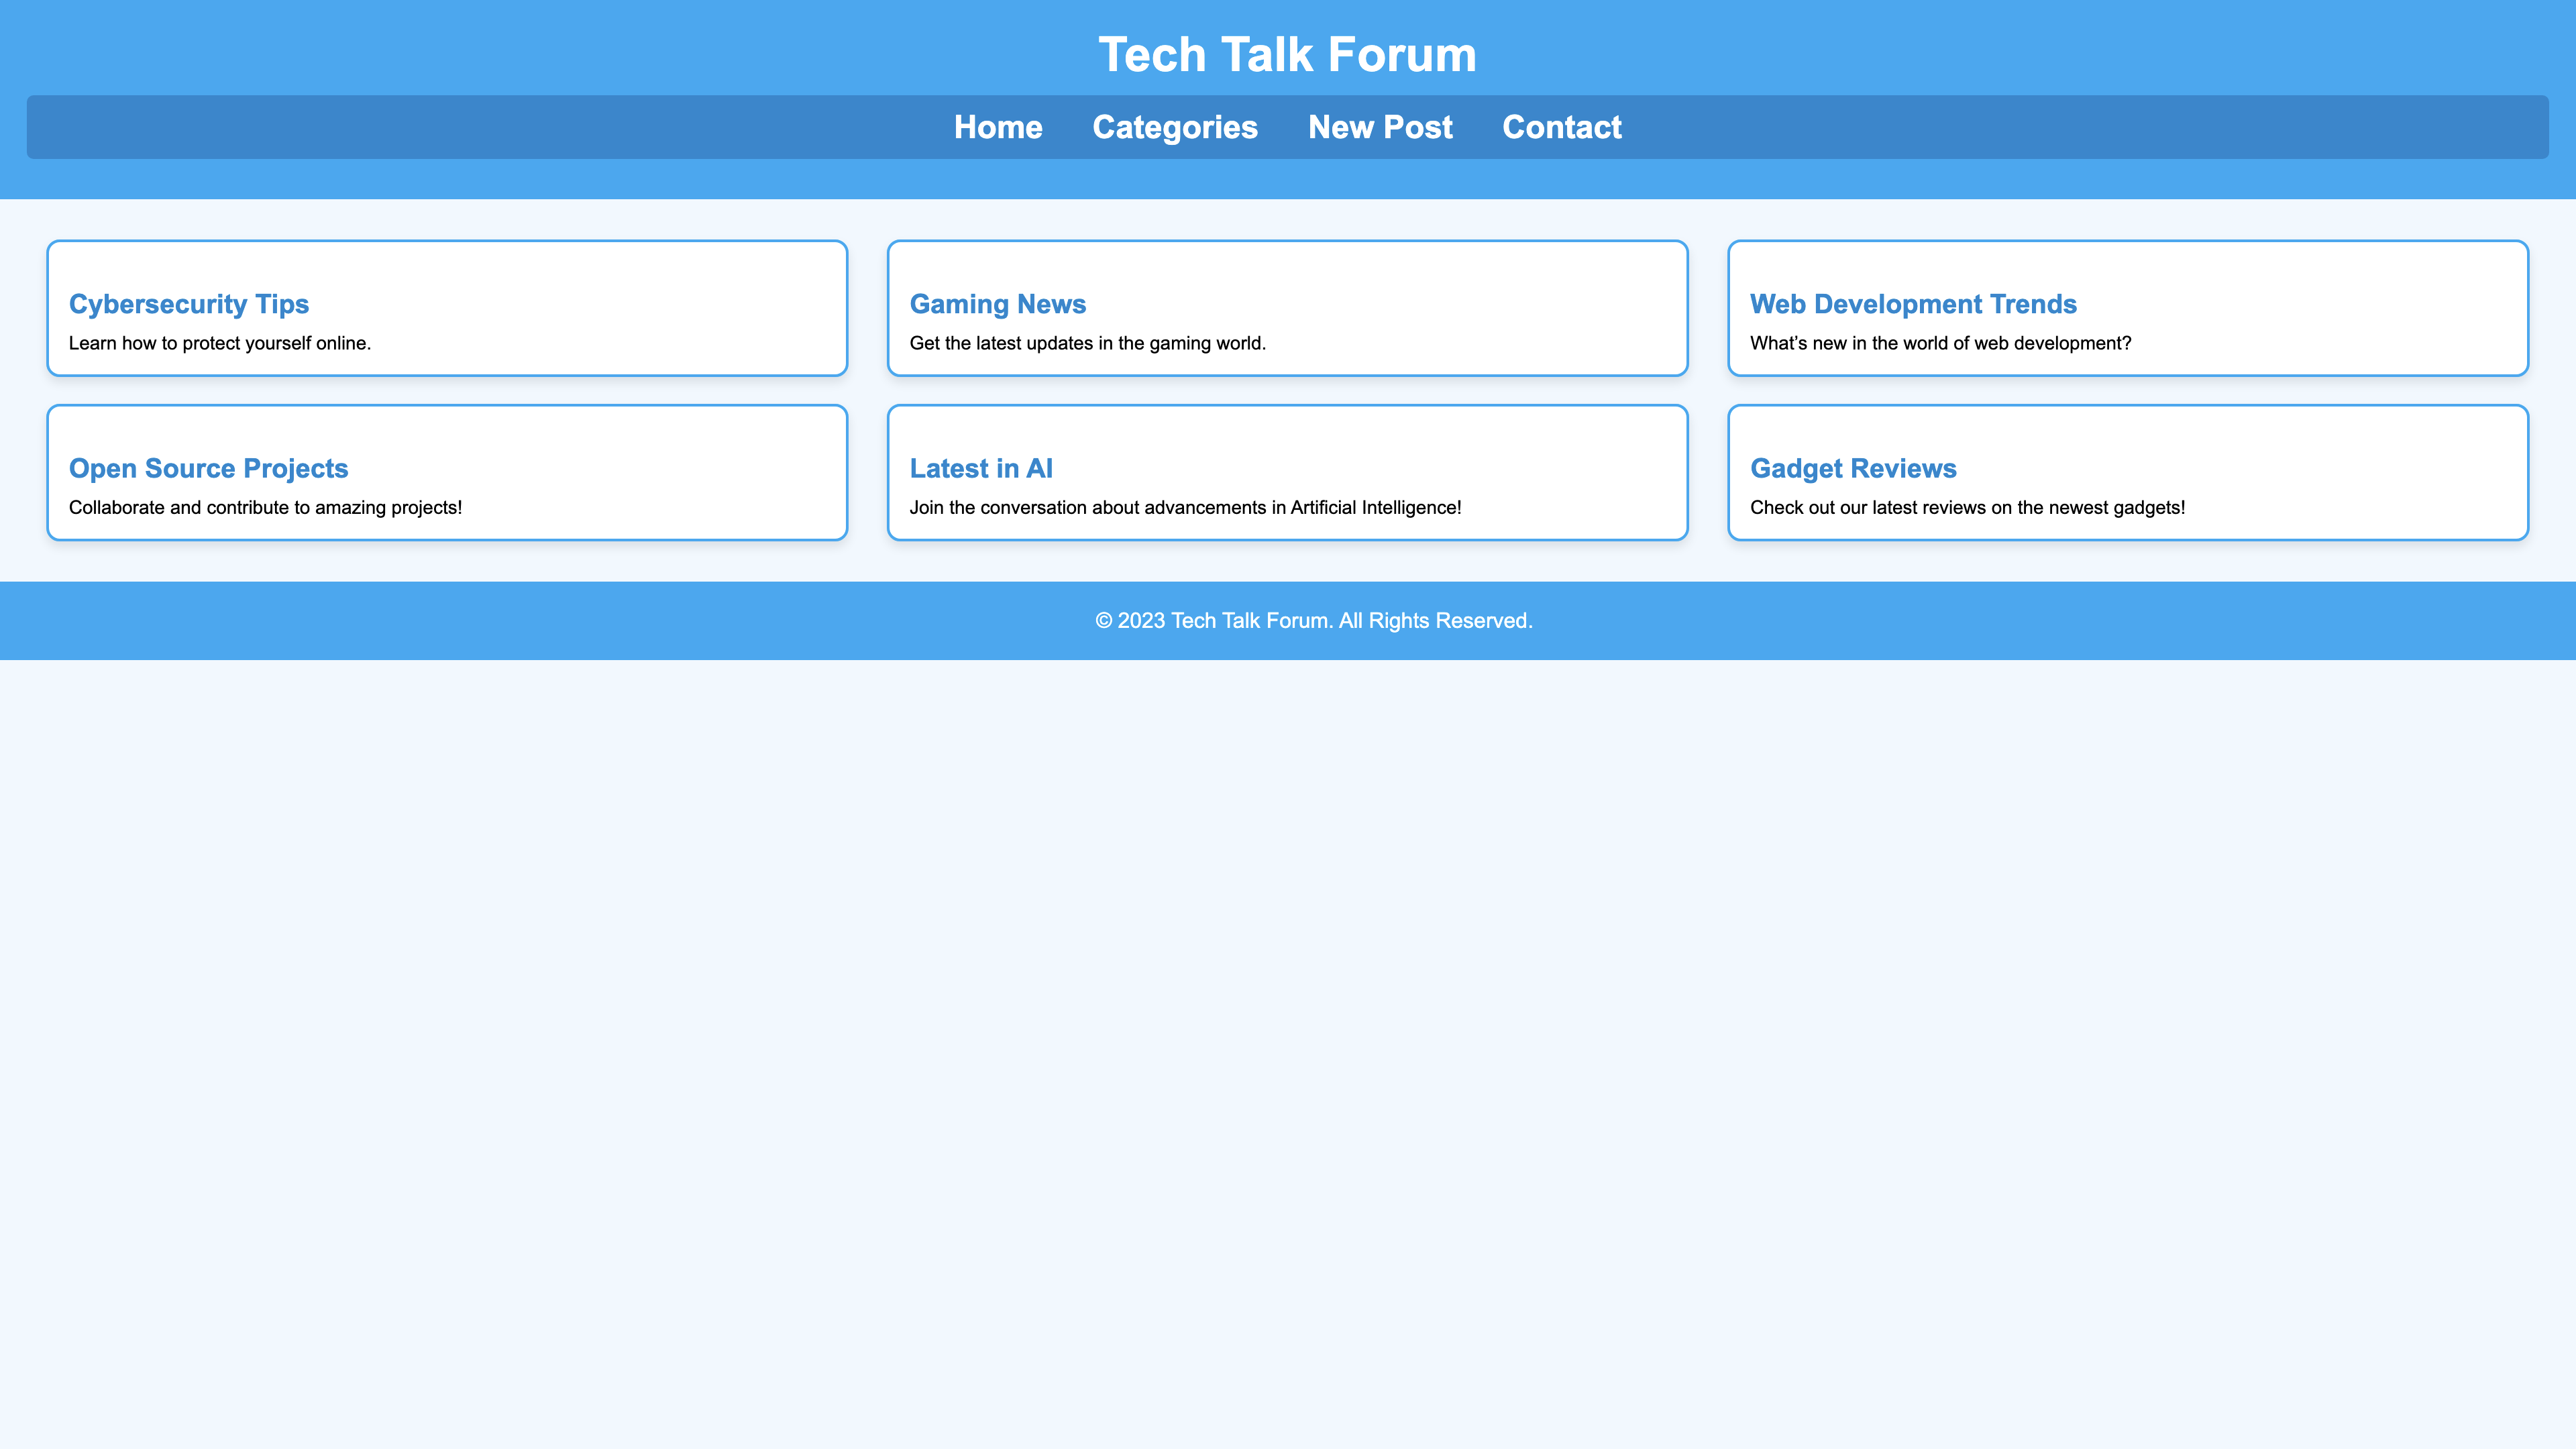 Tech Talk Forum
Home Categories New Post Contact
Cybersecurity Tips
Learn how to protect yourself online.
Gaming News
Get the latest updates in the gaming world.
Web Development Trends
What's new in the world of web development?
Open Source Projects
Collaborate and contribute to amazing projects!
Latest in AI
Join the conversation about advancements in Artificial Intelligence!
Gadget Reviews
Check out our latest reviews on the newest gadgets!
© 2023 Tech Talk Forum. All Rights Reserved.